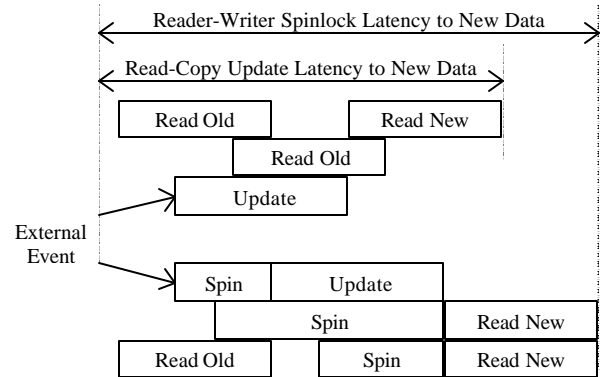 Reader-Writer Spinlock Latency to New Data
Read-Copy Update Latency to New Data
Read Old
Read New
Read Old
Update
External
Event
Spin
Update
Spin
Read New
Read Old
Spin
Read New